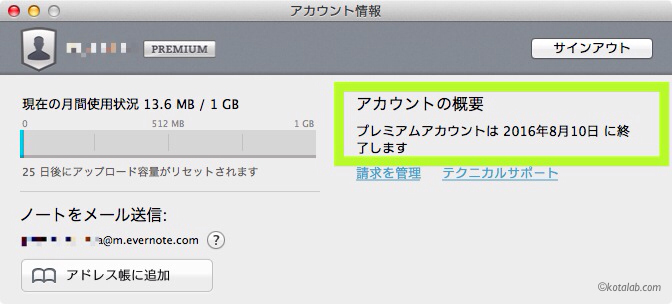 アカウント情報
PREMIUM
サインアウト
現在の月間使用状況 13.6 MB / 1 GB
0 512 MB 1 GB
25 日後にアップロード容量がリセットされます
アカウントの概要
プレミアムアカウントは 2016年8月10日 に終
了します
請求を管理 テクニカルサポート
ノートをメール送信:
a@m.evernote.com ?
アドレス帳に追加
©kotalab.com